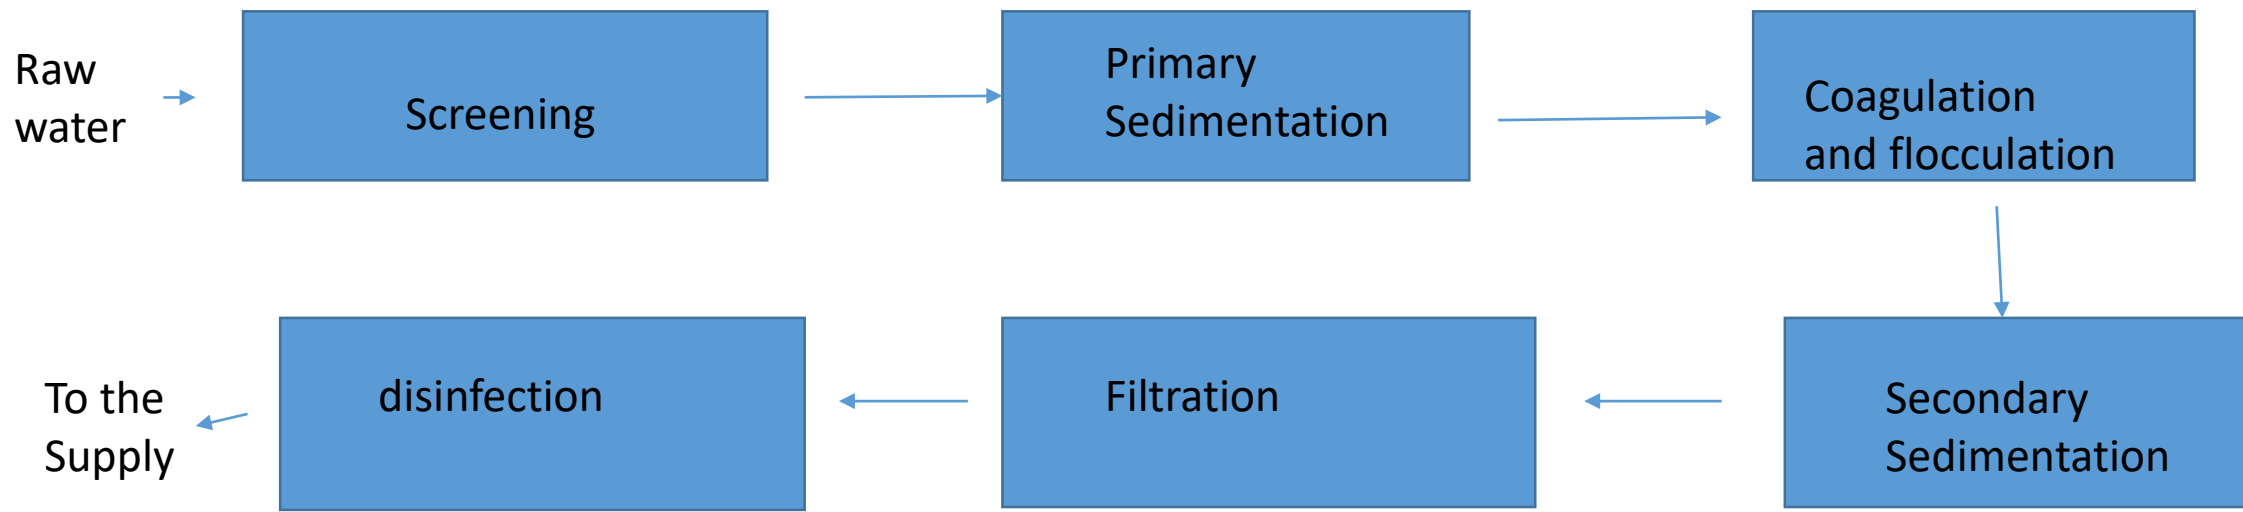 Raw
water
Screening
Primary
Sedimentation
Coagulation
and flocculation
To the
Supply
disinfection
Filtration
Secondary
Sedimentation